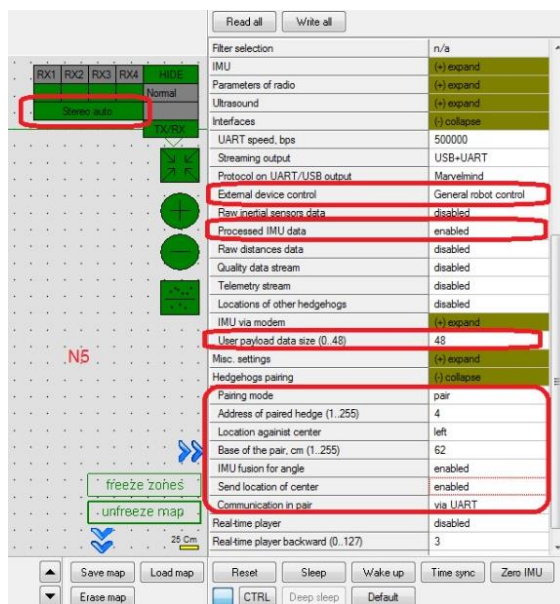 Read all Write all
Filter selection n/a
IMU (+) expand
Parameters of radio (+) expand
Ultrasound (+) expand
Interfaces (-) collapse
UART speed, bps 500000
Streaming output USB+UART
Protocol on UART/USB output Marvelmind
External device control General robot control
Raw inertial sensors data disabled
Processed IMU data enabled
Raw distances data disabled
Quality data stream disabled
Telemetry stream disabled
Locations of other hedgehogs disabled
IMU via modem (+) expand
User payload data size (0..48) 48
Misc. settings (+) expand
Hedgehogs pairing (-) collapse
Pairing mode pair
Address of paired hedge (1..255) 4
Location againist center left
Base of the pair, cm (1..255) 62
IMU fusion for angle enabled
Send location of center enabled
Communication in pair via UART
Real-time player disabled
Real-time player backward (0..127) 3
RX1 RX2 RX3 RX4 HIDE
Normal
Stereo auto
TX/RX
N5
freeze zones
unfreeze map
25 Cm
Save map Load map Reset Sleep Wake up Time sync Zero IMU
Erase map CTRL Deep sleep Default